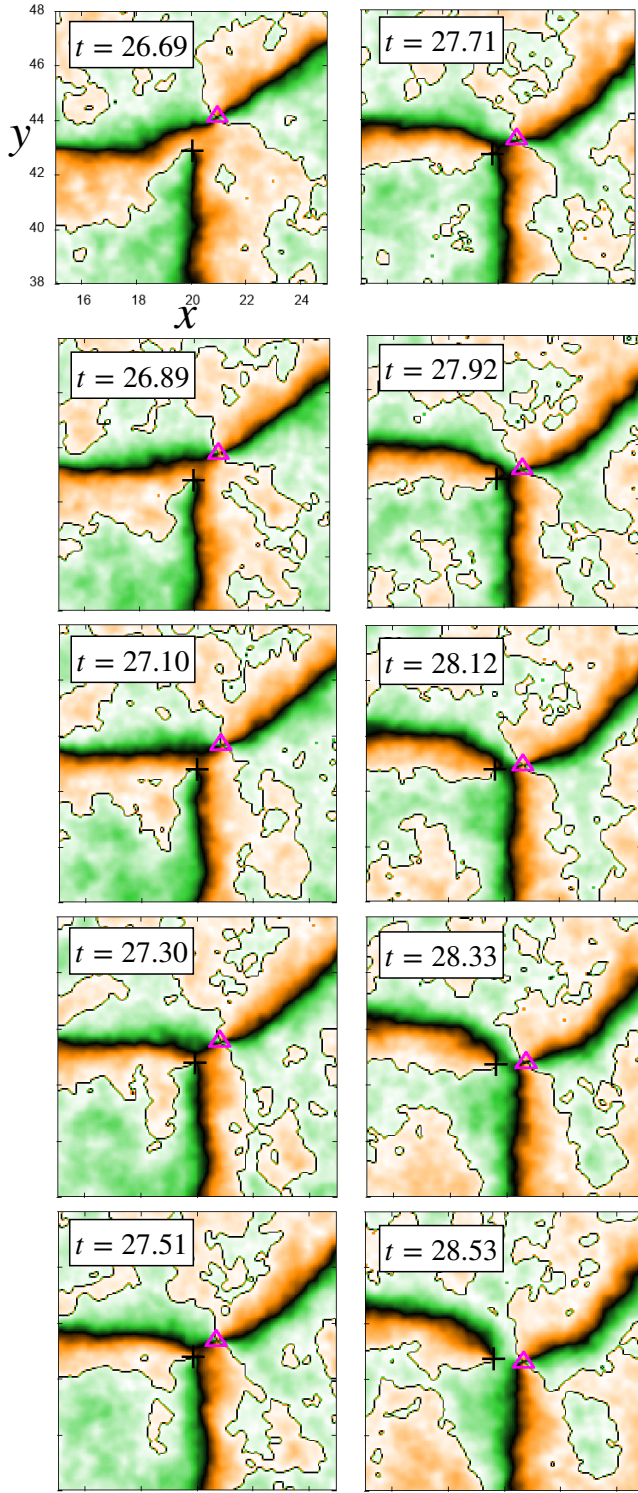 48
t = 26.69
46
44
y
42
40
38
16 18 20 22 24
x
t = 26.89
t = 27.10
t = 27.30
t = 27.51
t = 27.71
t = 27.92
t = 28.12
t = 28.33
t = 28.53